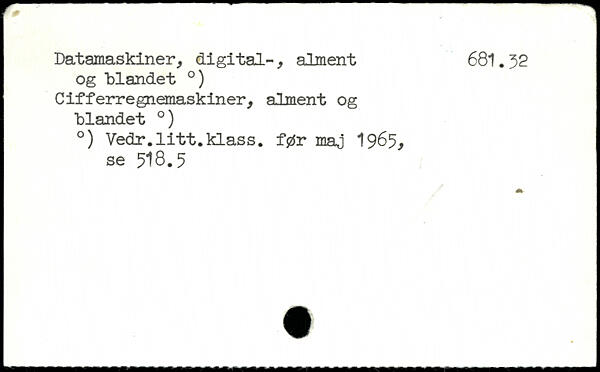 Datamaskiner, digital-, alment 681.32
og blandet °)
Cifferregnemaskiner, alment og
blandet °)
°) Vedr.litt.klass. før maj 1965,
se 518.5